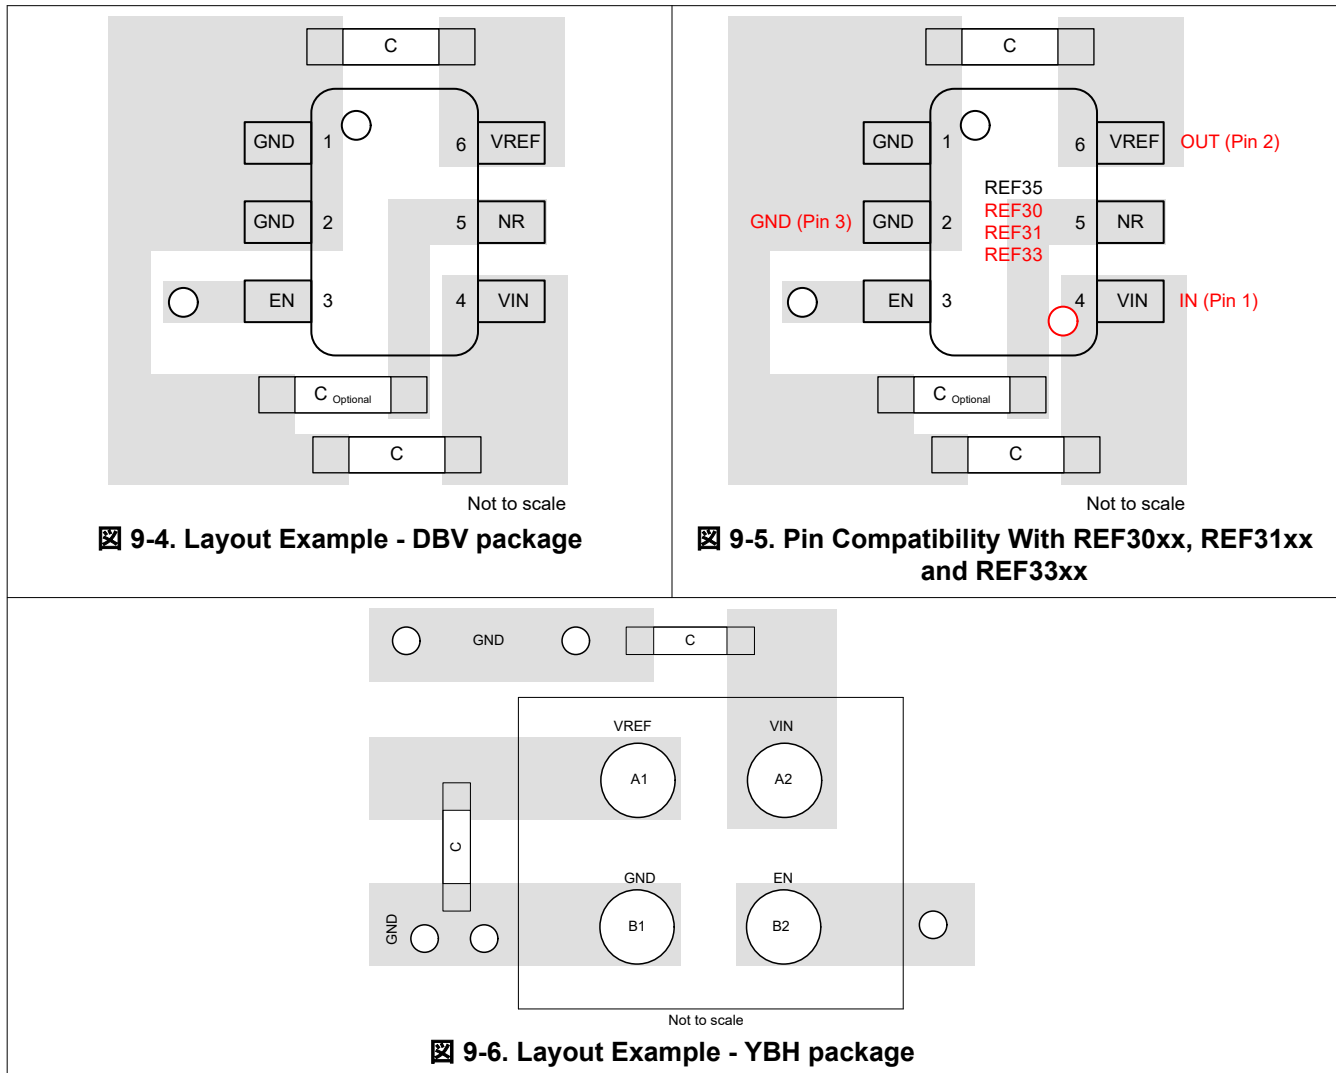 C
GND 1 6 VREF
GND 2 5 NR
EN 3 4 VIN
C Optional
C
Not to scale
図 9-4. Layout Example - DBV package
C
GND 1 6 VREF OUT (Pin 2)
REF35
REF30
GND (Pin 3) GND 2 5 NR
REF31
REF33
EN 3 4 VIN IN (Pin 1)
C Optional
C
Not to scale
図 9-5. Pin Compatibility With REF30xx, REF31xx
and REF33xx
GND C
VREF VIN
A1 A2
C
GND EN
GND B1 B2
Not to scale
図 9-6. Layout Example - YBH package